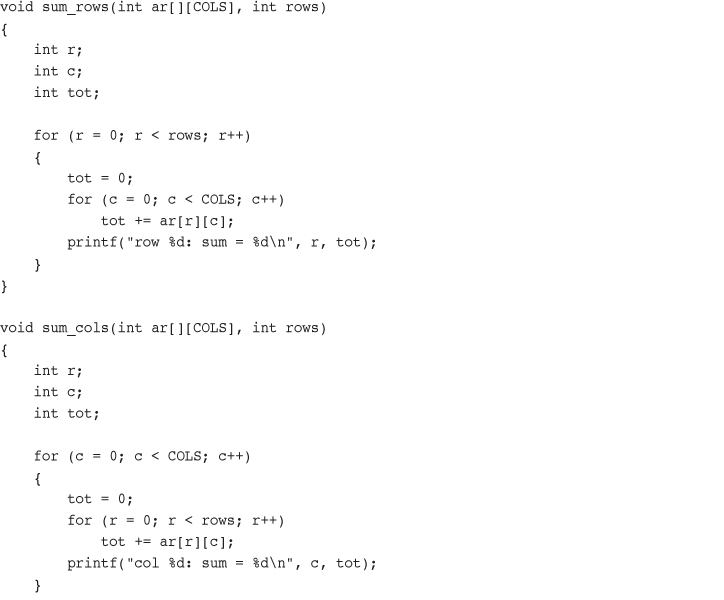 void sum_rows(int ar[][COLS], int rows)
{
    int r;
    int c;
    int tot;

    for (r = 0; r < rows; r++)
    {
        tot = 0;
        for (c = 0; c < COLS; c++)
            tot += ar[r][c];
        printf("row %d: sum = %d\n", r, tot);
    }
}

void sum_cols(int ar[][COLS], int rows)
{
    int r;
    int c;
    int tot;

    for (c = 0; c < COLS; c++)
    {
        tot = 0;
        for (r = 0; r < rows; r++)
            tot += ar[r][c];
        printf("col %d: sum = %d\n", c, tot);
    }